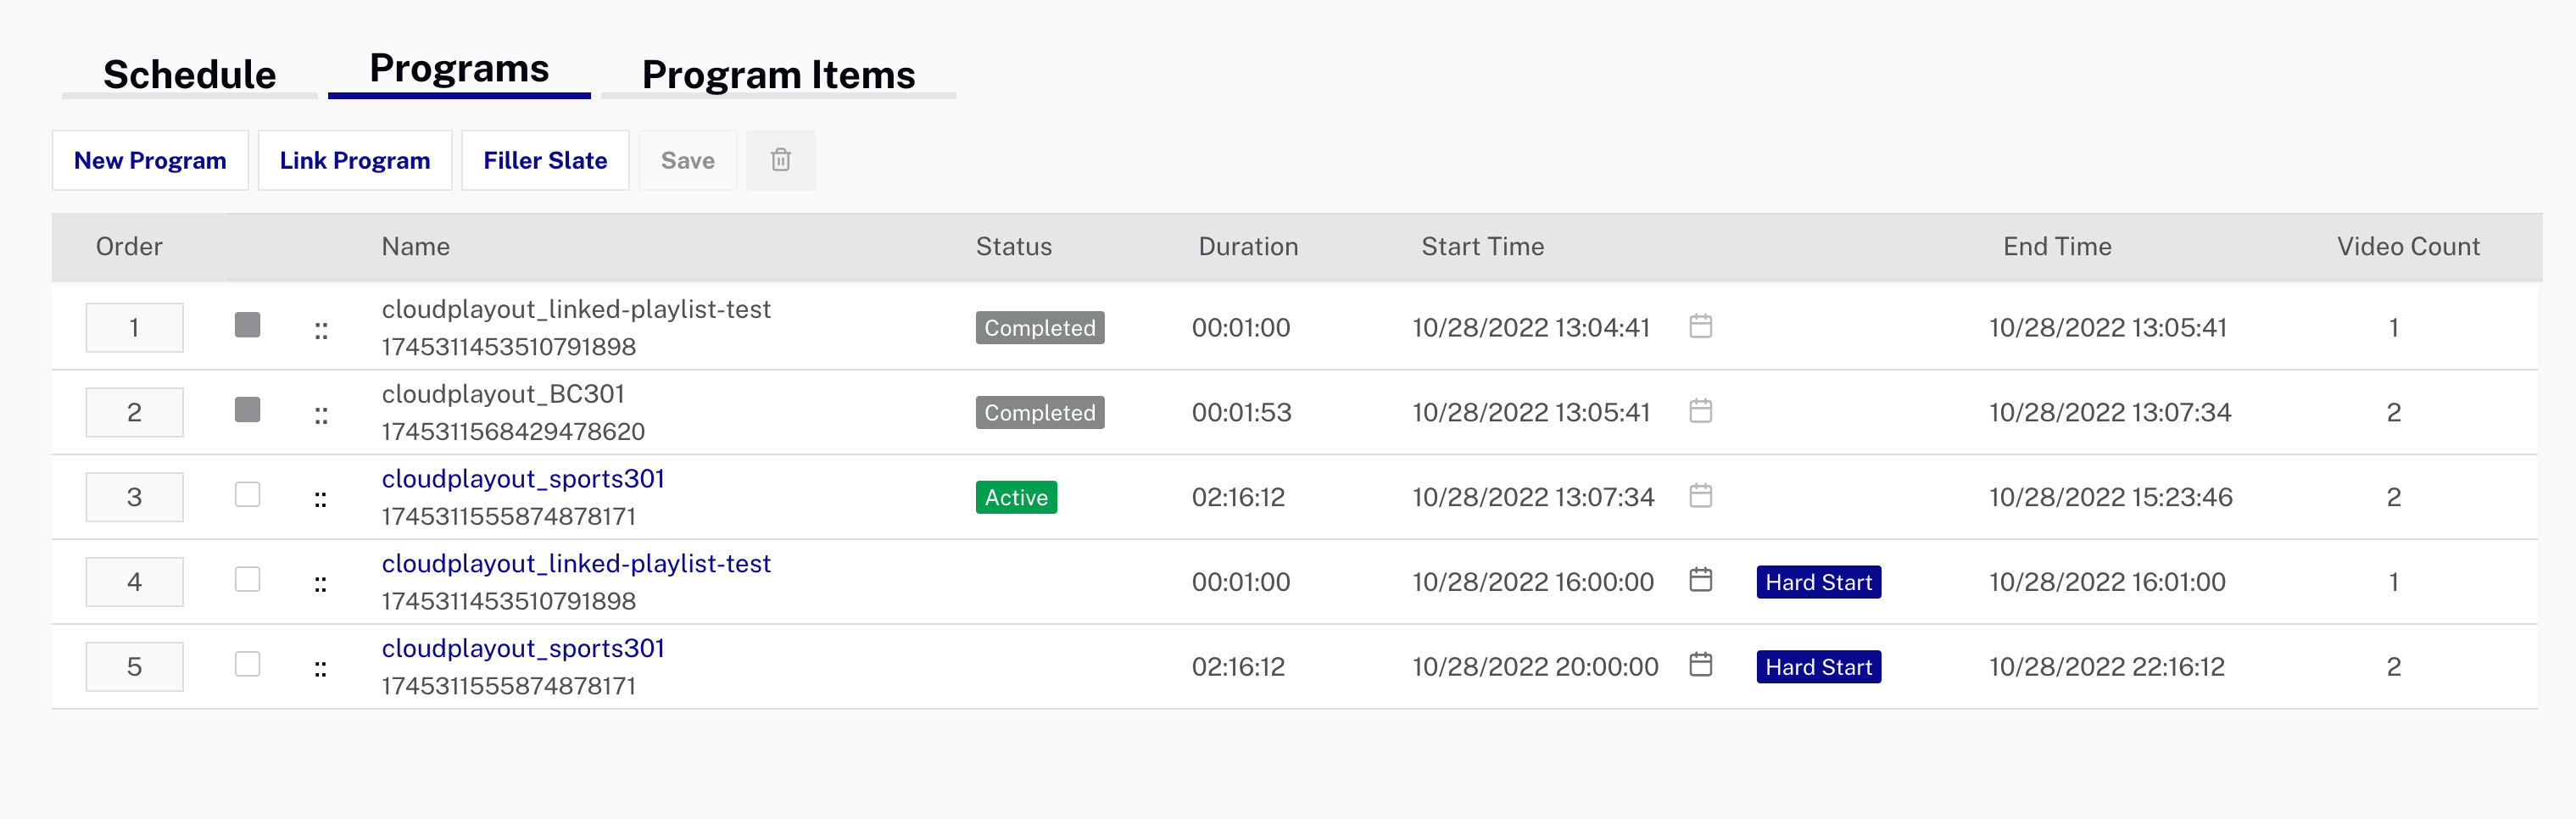 Schedule Programs Program Items
New Program Link Program Filler Slate Save
Order Name Status Duration Start Time End Time Video Count
1 cloudplayout_linked-playlist-test Completed 00:01:00 10/28/2022 13:04:41 10/28/2022 13:05:41 1
1745311453510791898
2 cloudplayout_BC301 Completed 00:01:53 10/28/2022 13:05:41 10/28/2022 13:07:34 2
1745311568429478620
3 cloudplayout_sports301 Active 02:16:12 10/28/2022 13:07:34 10/28/2022 15:23:46 2
1745311555874878171
4 cloudplayout_linked-playlist-test 00:01:00 10/28/2022 16:00:00 Hard Start 10/28/2022 16:01:00 1
1745311453510791898
5 cloudplayout_sports301 02:16:12 10/28/2022 20:00:00 Hard Start 10/28/2022 22:16:12 2
1745311555874878171